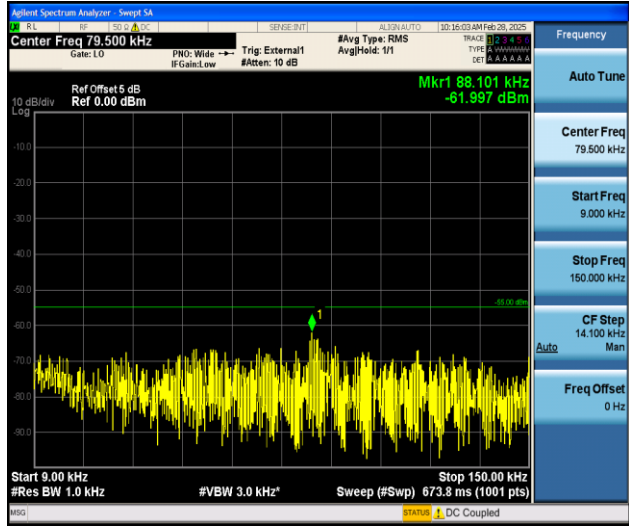 Agilent Spectrum Analyzer - Swept SA
RL RF 50 Ω DC SENSE:INT ALIGN AUTO 10:16:03 AM Feb 28, 2025
Center Freq 79.500 kHz
Gate: LO
PNO: Wide
IFGain:Low
Trig: External1
#Atten: 10 dB
#Avg Type: RMS
Avg|Hold: 1/1
TRACE 1 2 3 4 5 6
TYPE A
DET A A A A A A
Mkr1 88.101 kHz
-61.997 dBm
Ref Offset 5 dB
10 dB/div Ref 0.00 dBm
Log
-10.0
-20.0
-30.0
-40.0
-50.0
-55.00 dBm
1
-60.0
-70.0
-80.0
-90.0
Start 9.00 kHz Stop 150.00 kHz
#Res BW 1.0 kHz #VBW 3.0 kHz* Sweep (#Swp) 673.8 ms (1001 pts)
MSG STATUS DC Coupled
Frequency
Auto Tune
Center Freq
79.500 kHz
Start Freq
9.000 kHz
Stop Freq
150.000 kHz
CF Step
14.100 kHz
Auto Man
Freq Offset
0 Hz